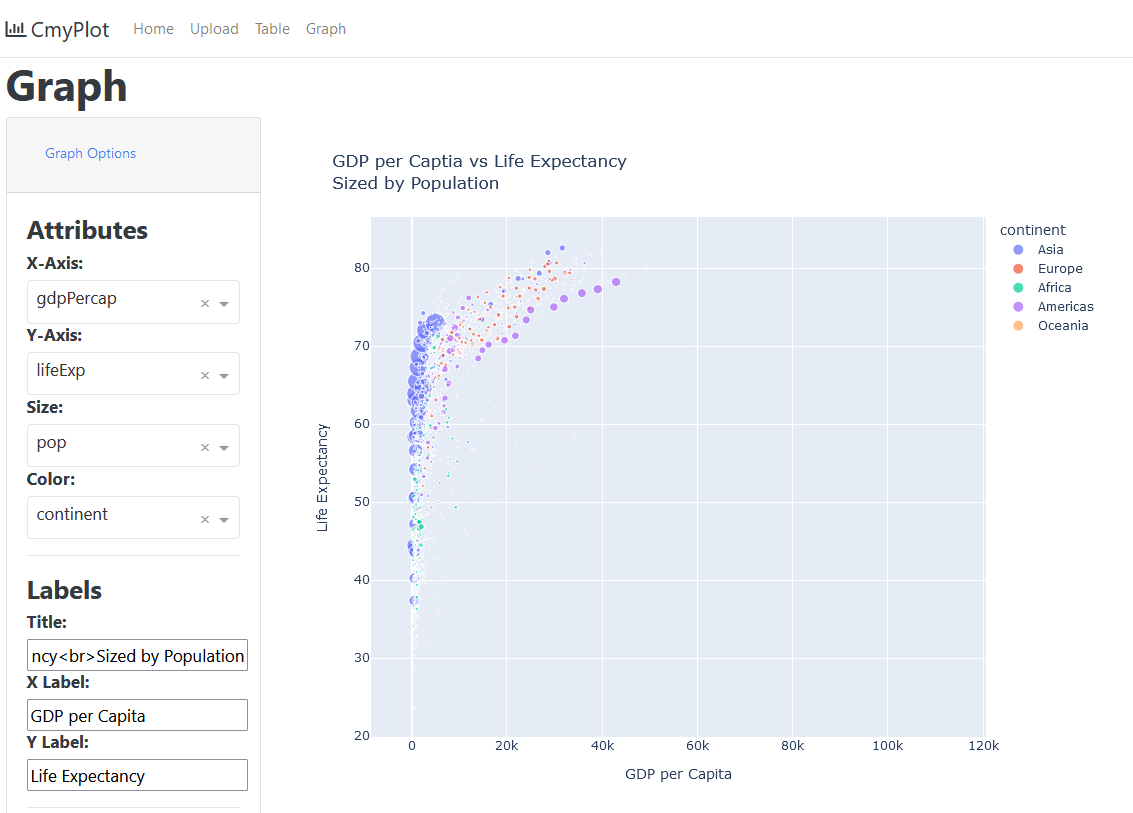 CmyPlot Home Upload Table Graph
Graph
Graph Options
Attributes
X-Axis:
gdpPercap
×
Y-Axis:
lifeExp
×
Size:
pop
×
Color:
continent
×
Labels
Title:
ncy<br>Sized by Population
X Label:
GDP per Capita
Y Label:
Life Expectancy
GDP per Captia vs Life Expectancy
Sized by Population
80
70
60
50
40
30
20
0 20k 40k 60k 80k 100k 120k
Life Expectancy
GDP per Capita
continent
Asia
Europe
Africa
Americas
Oceania